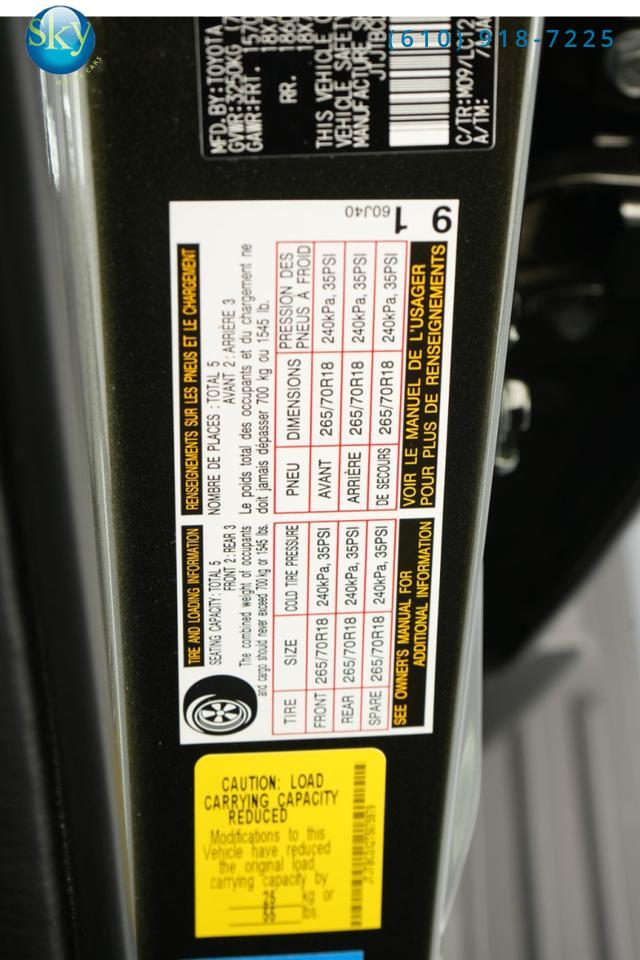 sky
CARS
(610) 918-7225
MFD.BY:TOYOTA
GVWR:3250KG
GAWR:FRT. 1570
RR.
THIS VEHICLE
VEHICLE SAFETY
MANUFACTURE
C/TR:
A/TM:
TIRE AND LOADING INFORMATION
SEATING CAPACITY:TOTAL 5
FRONT 2:REAR 3
The combined weight of occupants
and cargo should never exceed 700 kg or 1545 lbs.
TIRE SIZE COLD TIRE PRESSURE
FRONT 265/70R18 240kPa, 35PSI
REAR 265/70R18 240kPa, 35PSI
SPARE 265/70R18 240kPa, 35PSI
SEE OWNER'S MANUAL FOR
ADDITIONAL INFORMATION
RENSEIGNEMENTS SUR LES PNEUS ET LE CHARGEMENT
NOMBRE DE PLACES : TOTAL 5
AVANT 2: ARRIÈRE 3
Le poids total des occupants et du chargement ne
doit jamais dépasser 700 kg ou 1545 lb.
PNEU DIMENSIONS PRESSION DES
PNEUS À FROID
AVANT 265/70R18 240kPa, 35PSI
ARRIÈRE 265/70R18 240kPa, 35PSI
DE SECOURS 265/70R18 240kPa, 35PSI
VOIR LE MANUEL DE L'USAGER
POUR PLUS DE RENSEIGNEMENTS
60J40
91
CAUTION: LOAD
CARRYING CAPACITY
REDUCED
Modifications to this
Vehicle have reduced
the original load
carrying capacity by
25 kg or
55 lbs.